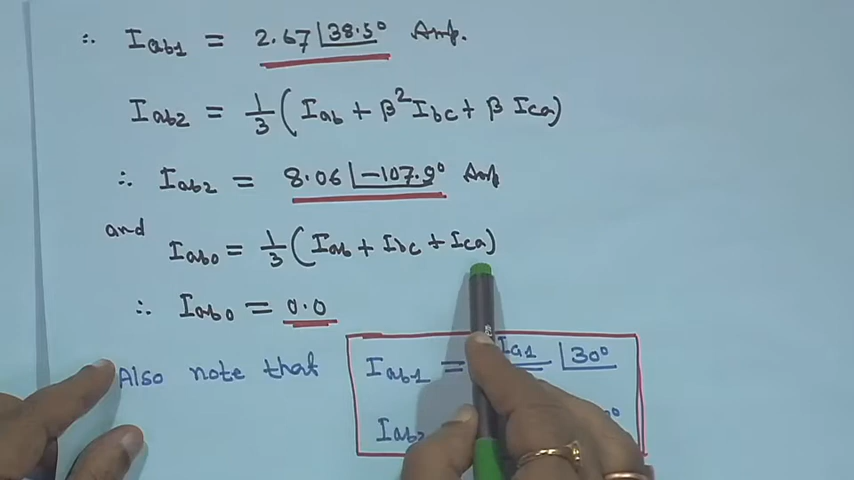 ∴ Iab1 = 2.67∠38.5° Amp.
Iab2 = 1/3 (Iab + β² Ibc + β Ica)
∴ Iab2 = 8.06∠-107.9° Amp
and Iab0 = 1/3 (Iab + Ibc + Ica)
∴ Iab0 = 0.0
Also note that Iab1 = Ia1 ∠30°
Iab2